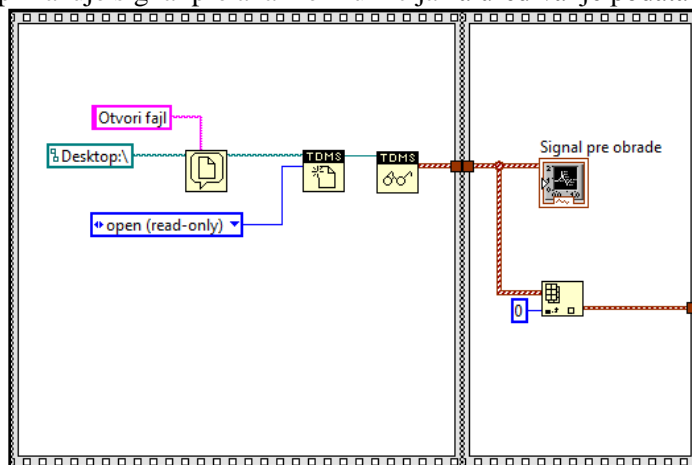 Otvori fajl
Desktop:\
TDMS
TDMS
open (read-only)
Signal pre obrade
0